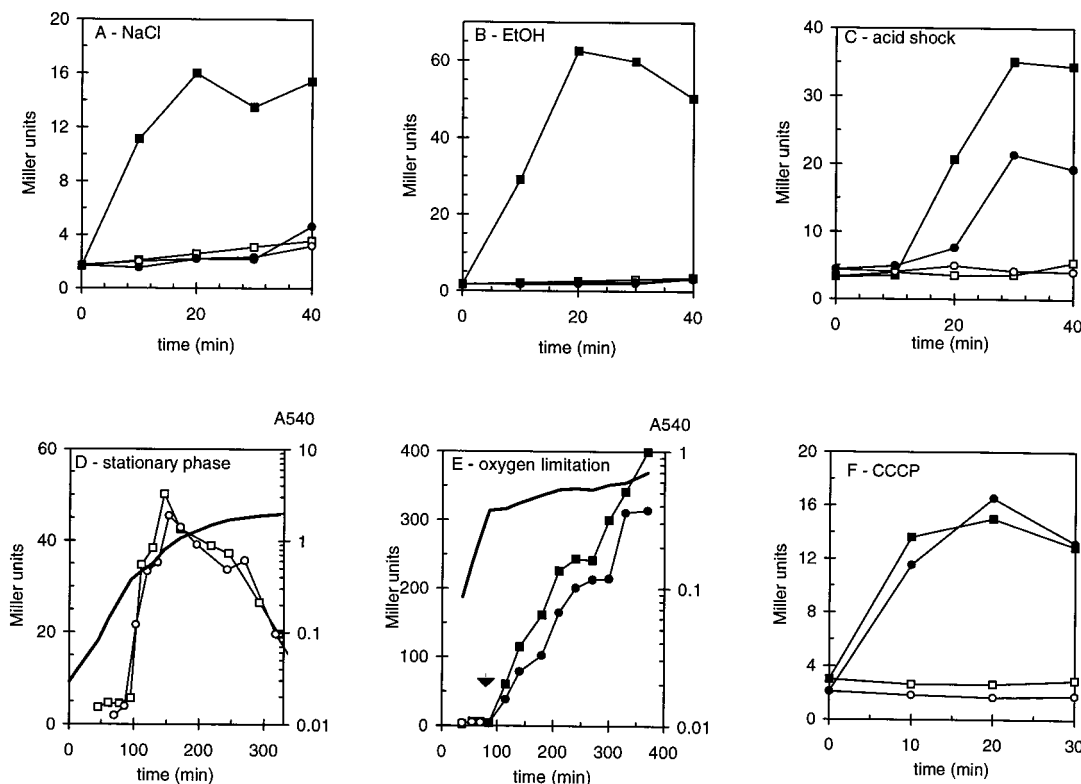 A - NaCl
20
16
12
8
4
0
Miller units
0
20
40
time (min)
B - EtOH
60
40
20
0
Miller units
0
20
40
time (min)
C - acid shock
40
30
20
10
0
Miller units
0
20
40
time (min)
D - stationary phase
A540
60
40
20
0
Miller units
10
1
0.1
0.01
0
100
200
300
time (min)
E - oxygen limitation
A540
400
300
200
100
0
Miller units
1
0.1
0.01
0
100
200
300
400
time (min)
F - CCCP
20
16
12
8
4
0
Miller units
0
10
20
30
time (min)